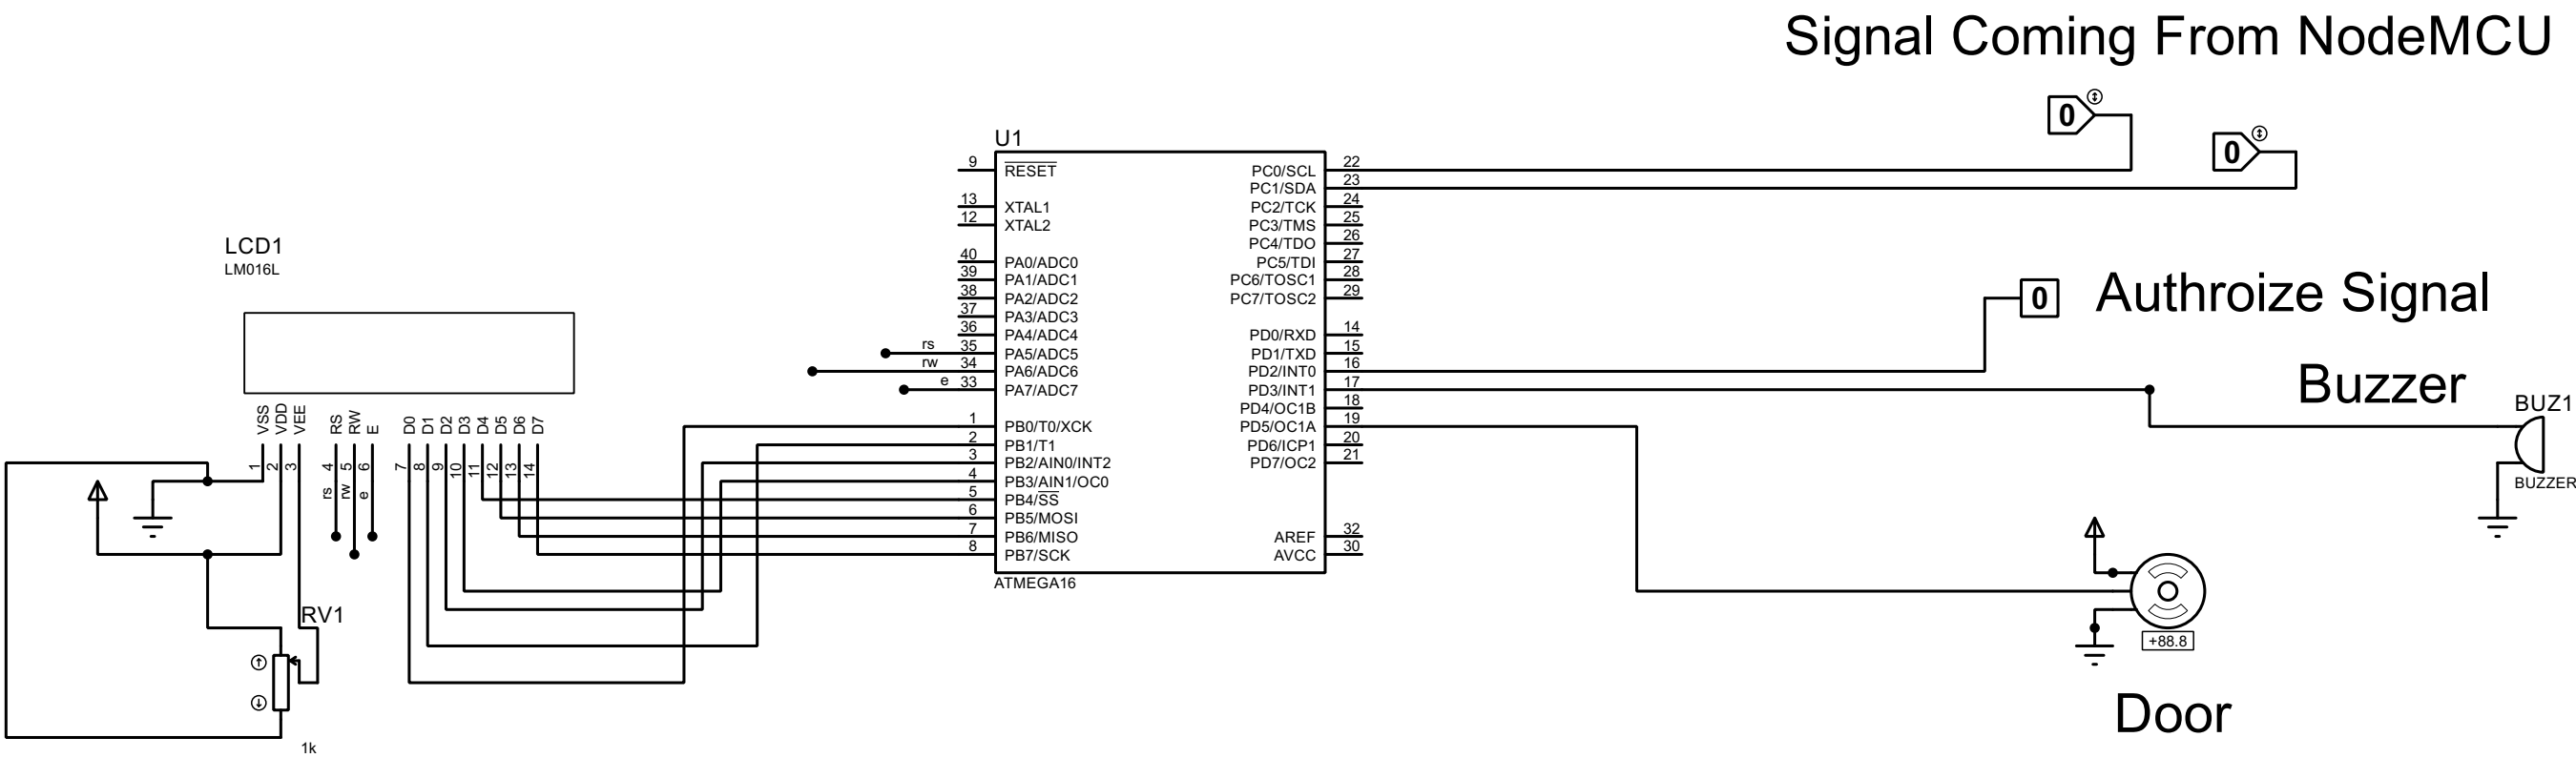 Signal Coming From NodeMCU
0
0
U1
9 RESET
13 XTAL1
12 XTAL2
40 PA0/ADC0
39 PA1/ADC1
38 PA2/ADC2
37 PA3/ADC3
36 PA4/ADC4
rs 35 PA5/ADC5
rw 34 PA6/ADC6
e 33 PA7/ADC7
1 PB0/T0/XCK
2 PB1/T1
3 PB2/AIN0/INT2
4 PB3/AIN1/OC0
5 PB4/SS
6 PB5/MOSI
7 PB6/MISO
8 PB7/SCK
PC0/SCL 22
PC1/SDA 23
PC2/TCK 24
PC3/TMS 25
PC4/TDO 26
PC5/TDI 27
PC6/TOSC1 28
PC7/TOSC2 29
PD0/RXD 14
PD1/TXD 15
PD2/INT0 16
PD3/INT1 17
PD4/OC1B 18
PD5/OC1A 19
PD6/ICP1 20
PD7/OC2 21
AREF 32
AVCC 30
ATMEGA16
LCD1
LM016L
VSS 1
VDD 2
VEE 3
RS 4 rs
RW 5 rw
E 6 e
D0 7
D1 8
D2 9
D3 10
D4 11
D5 12
D6 13
D7 14
RV1
1k
0 Authroize Signal
Buzzer
BUZ1
BUZZER
+88.8
Door